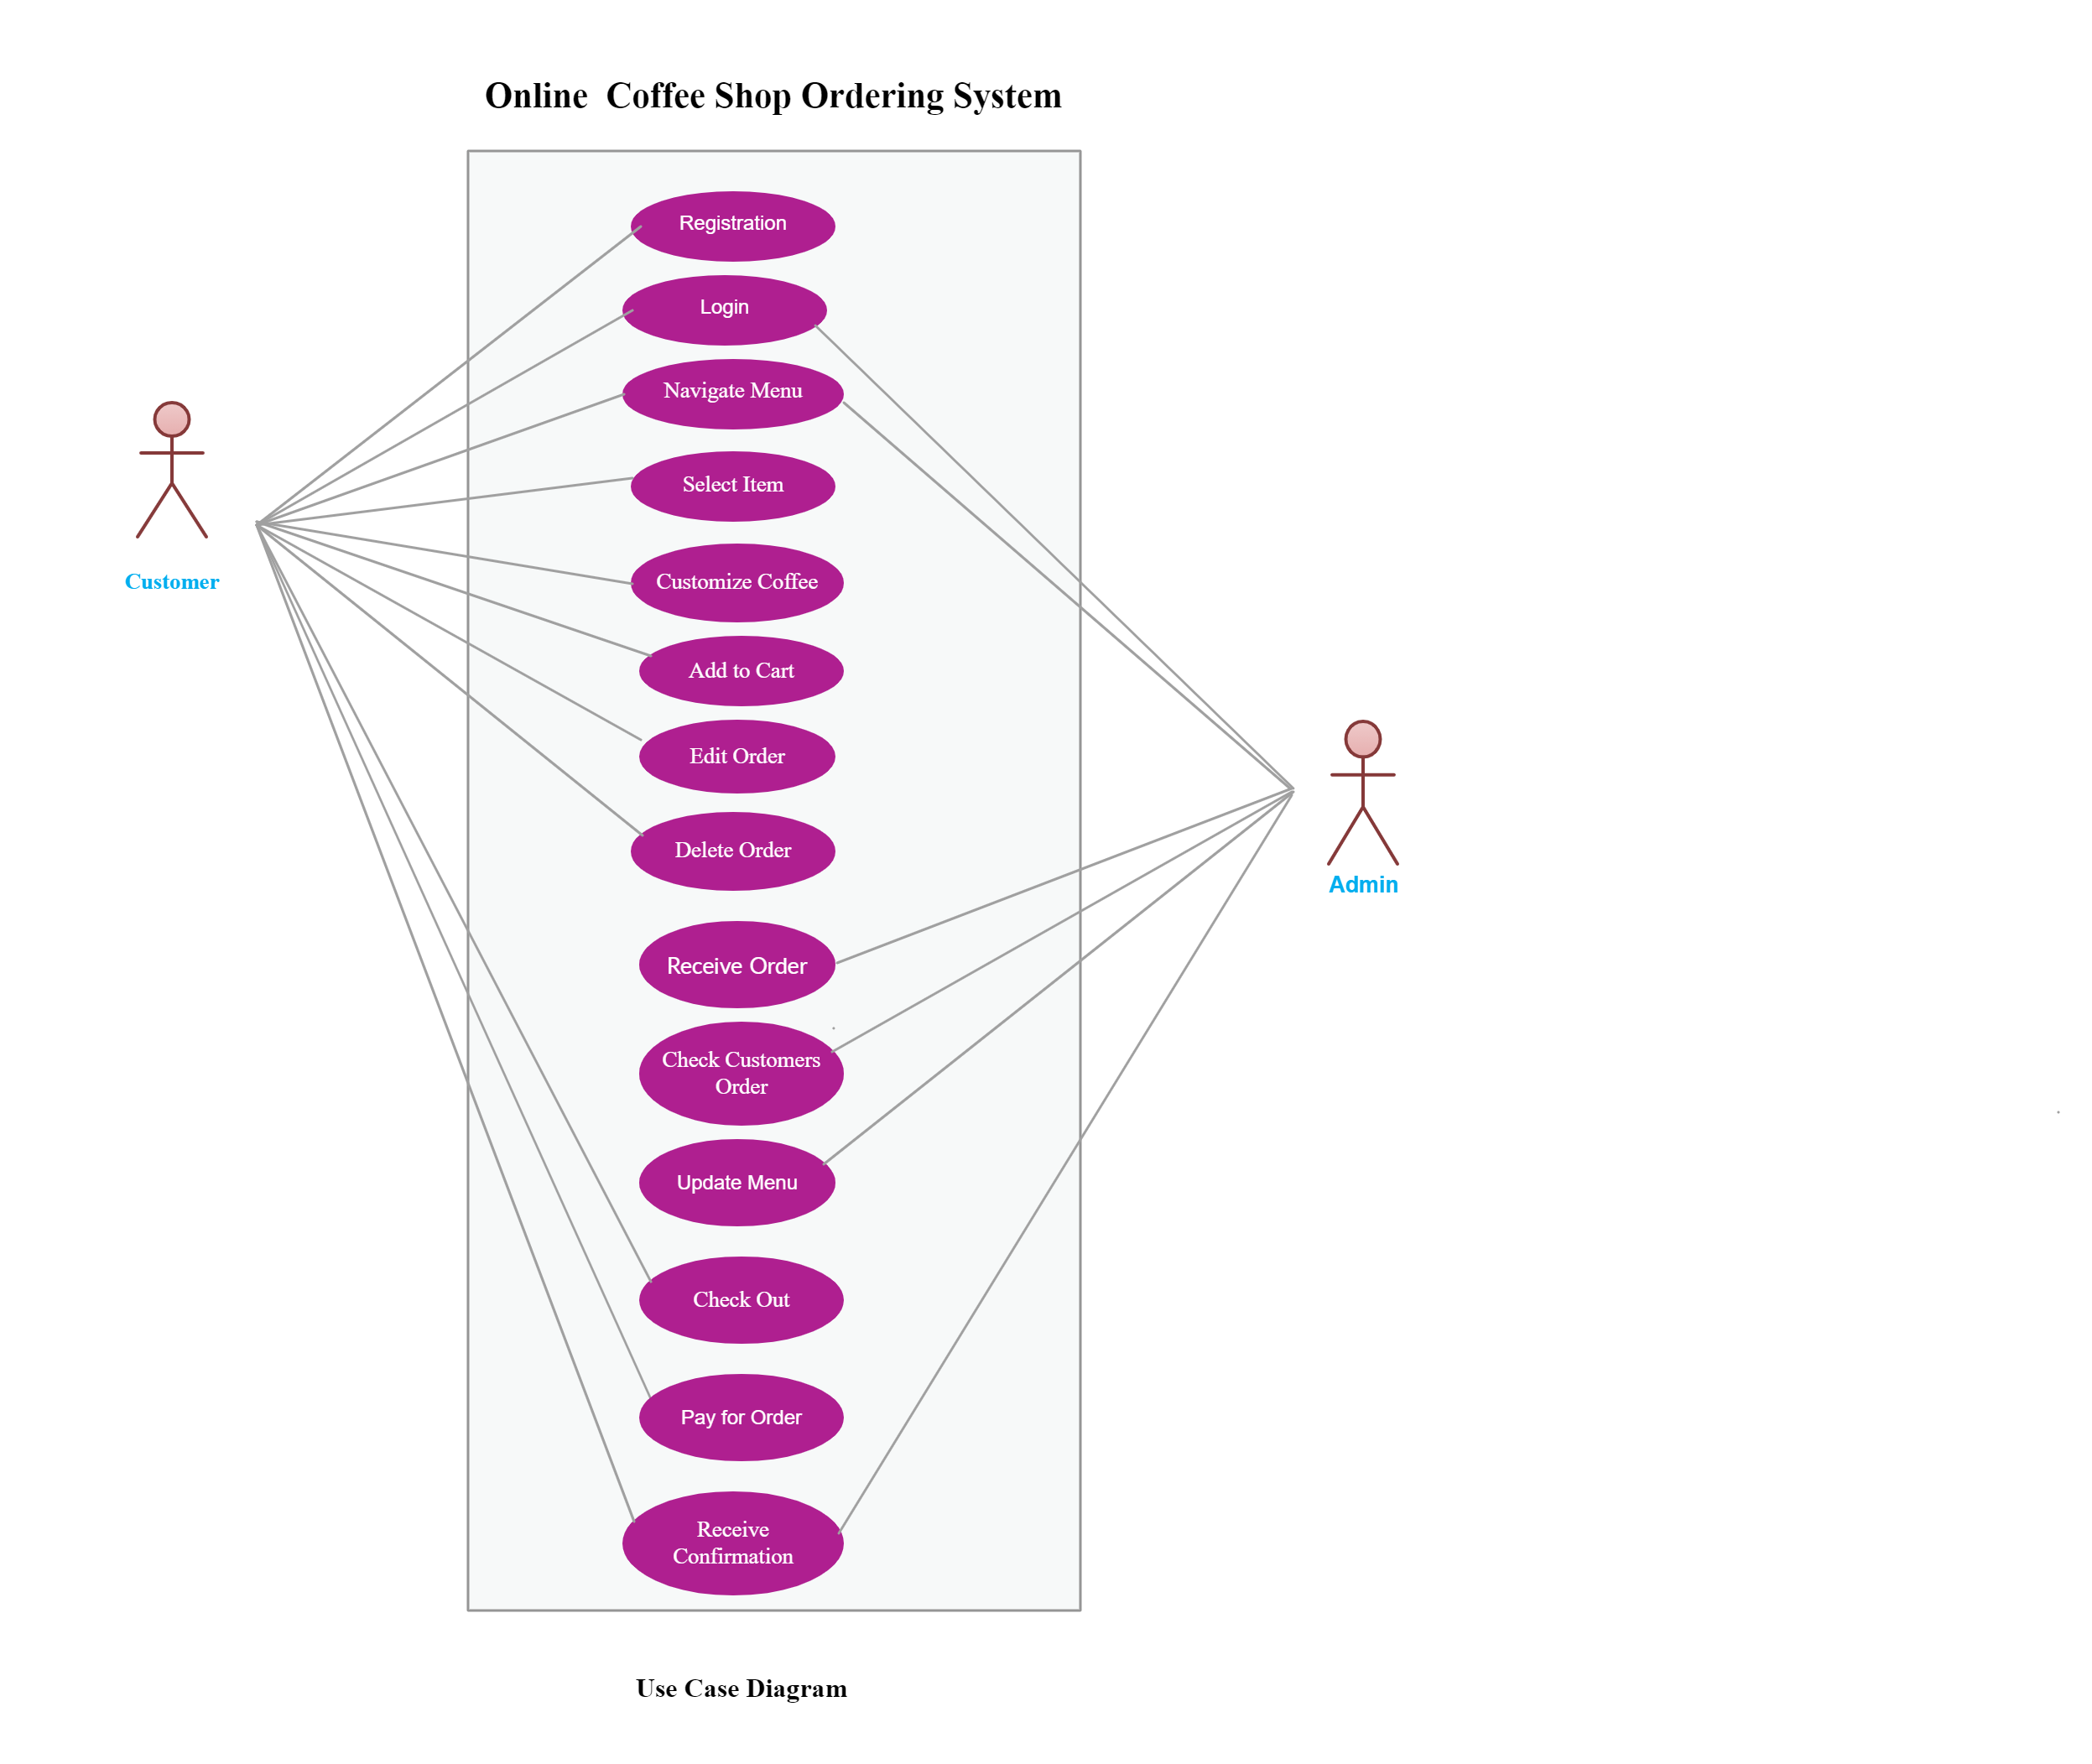 Online  Coffee Shop Ordering System
Registration
Login
Navigate Menu
Select Item
Customer
Customize Coffee
Add to Cart
Edit Order
Delete Order
Admin
Receive Order
Check Customers
Order
Update Menu
Check Out
Pay for Order
Receive
Confirmation
Use Case Diagram